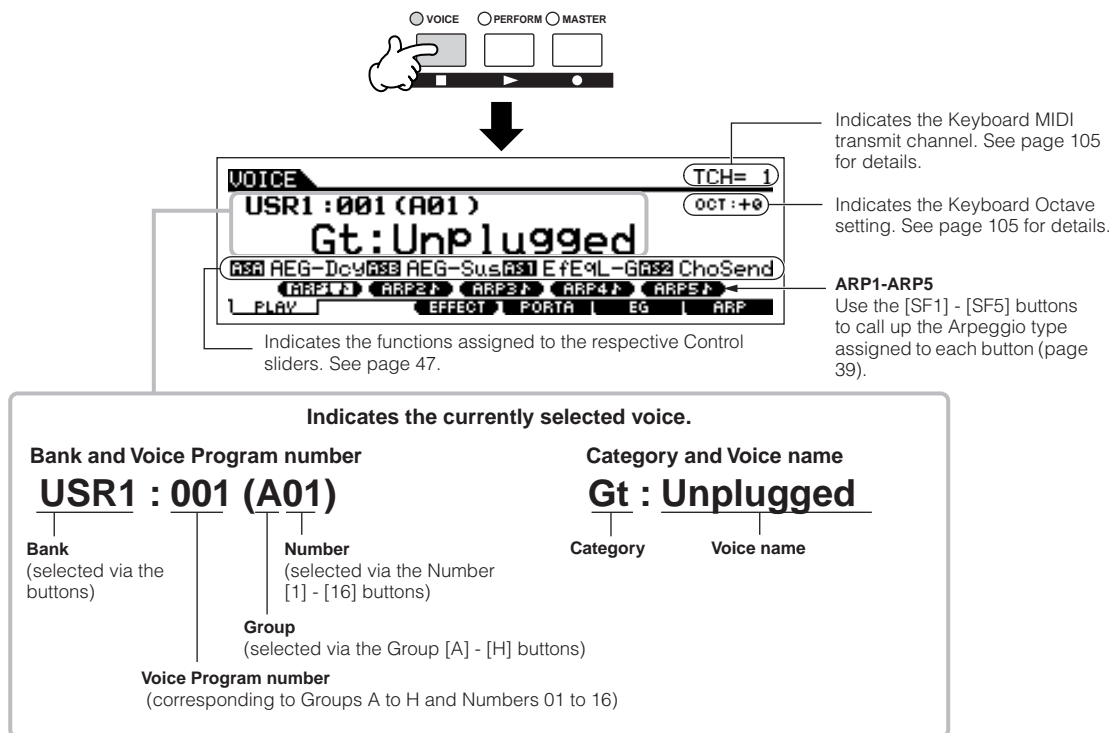 VOICE PERFORM MASTER
VOICE
TCH= 1
USR1:001(A01)
OCT:+0
Gt:Unplugged
ASA AEG-Dcy ASB AEG-Sus AS1 EfEqL-G AS2 ChoSend
ARP1♪ ARP2♪ ARP3♪ ARP4♪ ARP5♪
PLAY EFFECT PORTA EG ARP
Indicates the Keyboard MIDI
transmit channel. See page 105
for details.
Indicates the Keyboard Octave
setting. See page 105 for details.
ARP1-ARP5
Use the [SF1] - [SF5] buttons
to call up the Arpeggio type
assigned to each button (page
39).
Indicates the functions assigned to the respective Control
sliders. See page 47.
Indicates the currently selected voice.
Bank and Voice Program number
USR1 : 001 (A01)
Bank
(selected via the
buttons)
Number
(selected via the Number
[1] - [16] buttons)
Group
(selected via the Group [A] - [H] buttons)
Voice Program number
(corresponding to Groups A to H and Numbers 01 to 16)
Category and Voice name
Gt : Unplugged
Category
Voice name